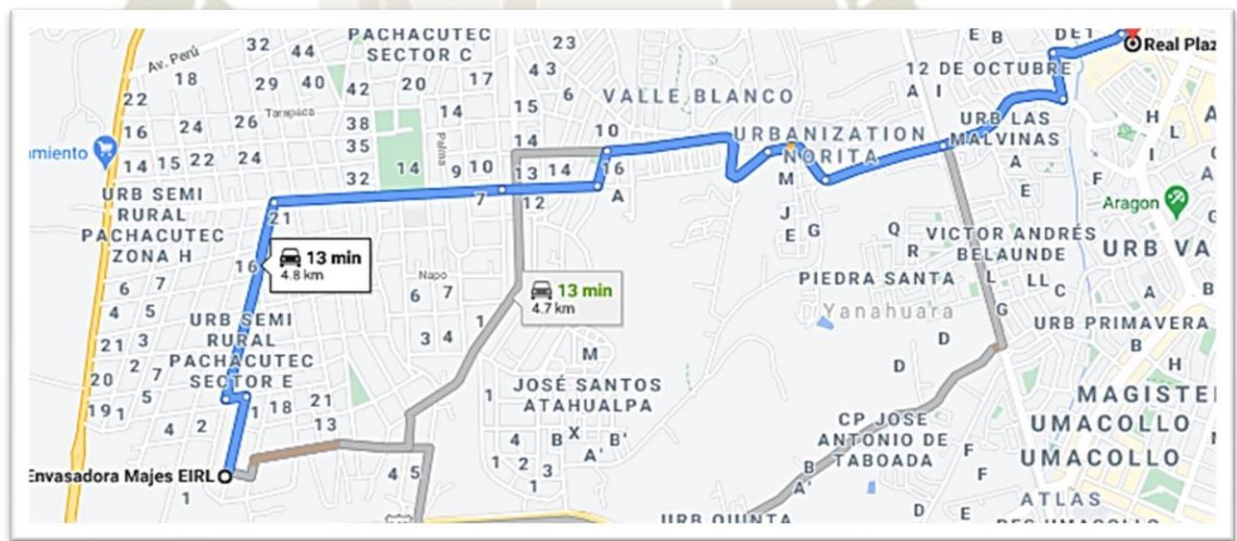 PACHACUTEC
SECTOR C
Av. Perú
32
44
23
E B
DE 1
Real Plaz
18
29
40
42
20
17
4 3
6
12 DE OCTUBRE
A I
22
Tarapaca
14
15
VALLE BLANCO
H
A
16
24
26
38
Palma
14
10
URBANIZATION
NORITA
URB LAS
MALVINAS
L
I
G
amiento
14
15
22
24
35
32
14
9
10
13
14
16
A
M
A
E
F
A
URB SEMI
RURAL
PACHACUTEC
ZONA H
21
7
12
Aragon
16
13 min
4.8 km
J
E
G
Q
R
VICTOR ANDRÉS
BELAUNDE
URB VA
6
7
4
5
Napo
6
7
13 min
4.7 km
PIEDRA SANTA
L
LL
C
A
B
Yanahuara
G
URB SEMI
RURAL
PACHACUTEC
SECTOR E
21
3
2
7
5
3 4
1
M
D
D
URB PRIMAVERA
B
H
20
19
1
4
2
1
18
21
13
1
JOSÉ SANTOS
ATAHUALPA
MAGISTE
UMACOLLO
UMACOLLO
4
B
X
B'
A'
1
2
3
1
CP JOSE
ANTONIO DE
TABOADA
B
A'
F
F
Envasadora Majes EIRL
1
4 5
D
E
ATLAS
URB QUINTA